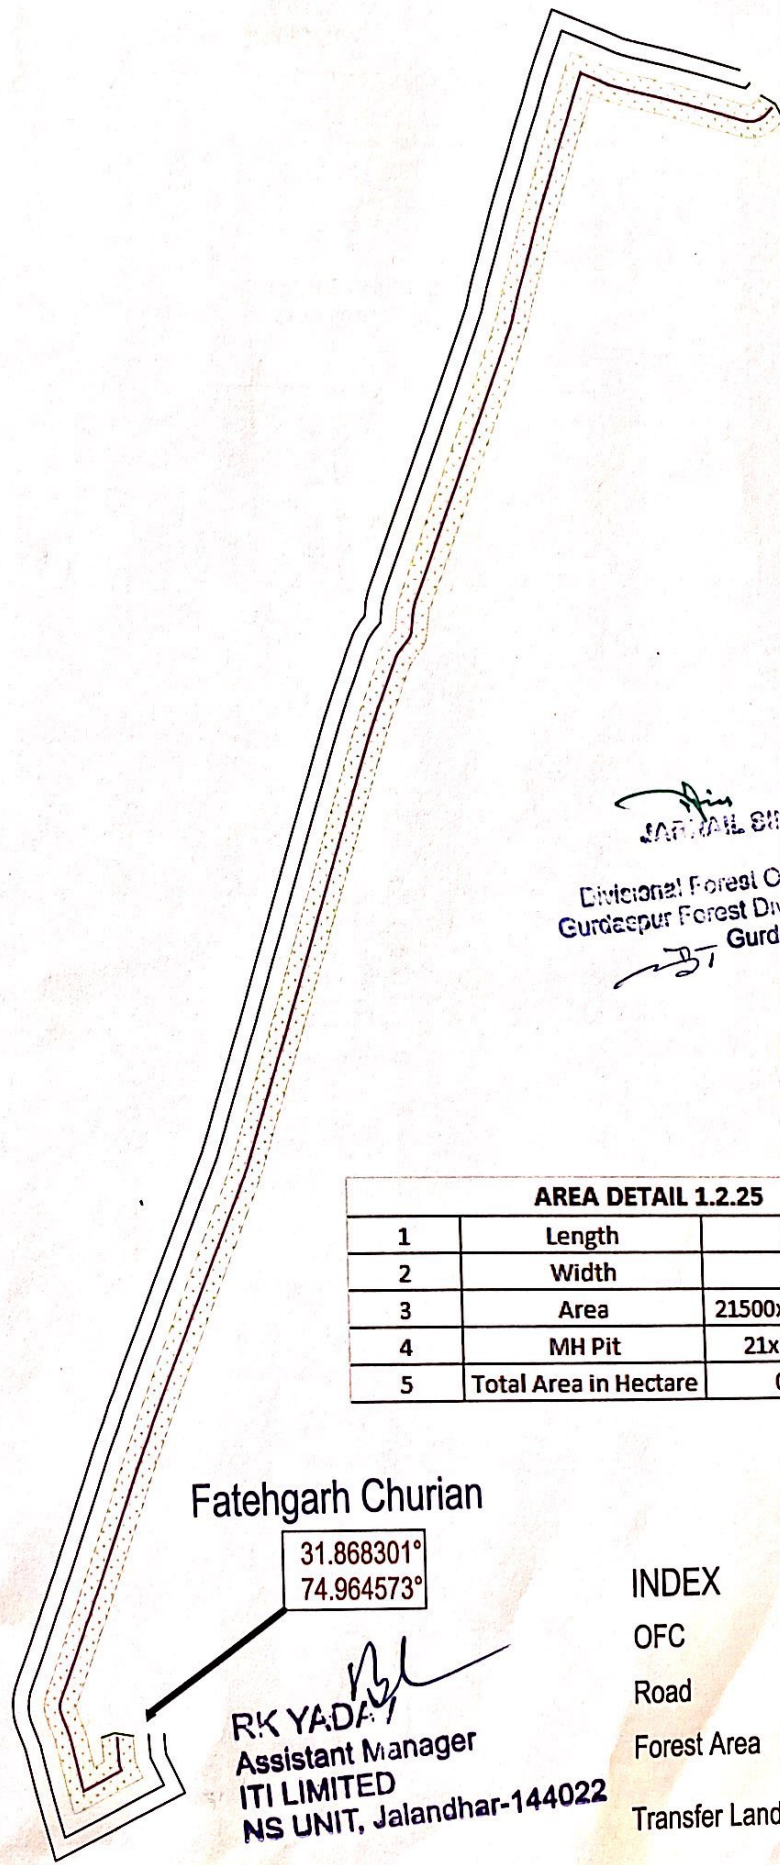 Divisional Forest
Gurdaspur Forest
AREA DETAIL 1.2.25
1 Length
2 Width
3 Area 21500x
4 MH Pit 21x
5 Total Area in Hectare
Fatehgarh Churian
31.868301°
74.964573°
RK YADAV
Assistant Manager
ITI LIMITED
NS UNIT, Jalandhar-144022
INDEX
OFC
Road
Forest Area
Transfer Land